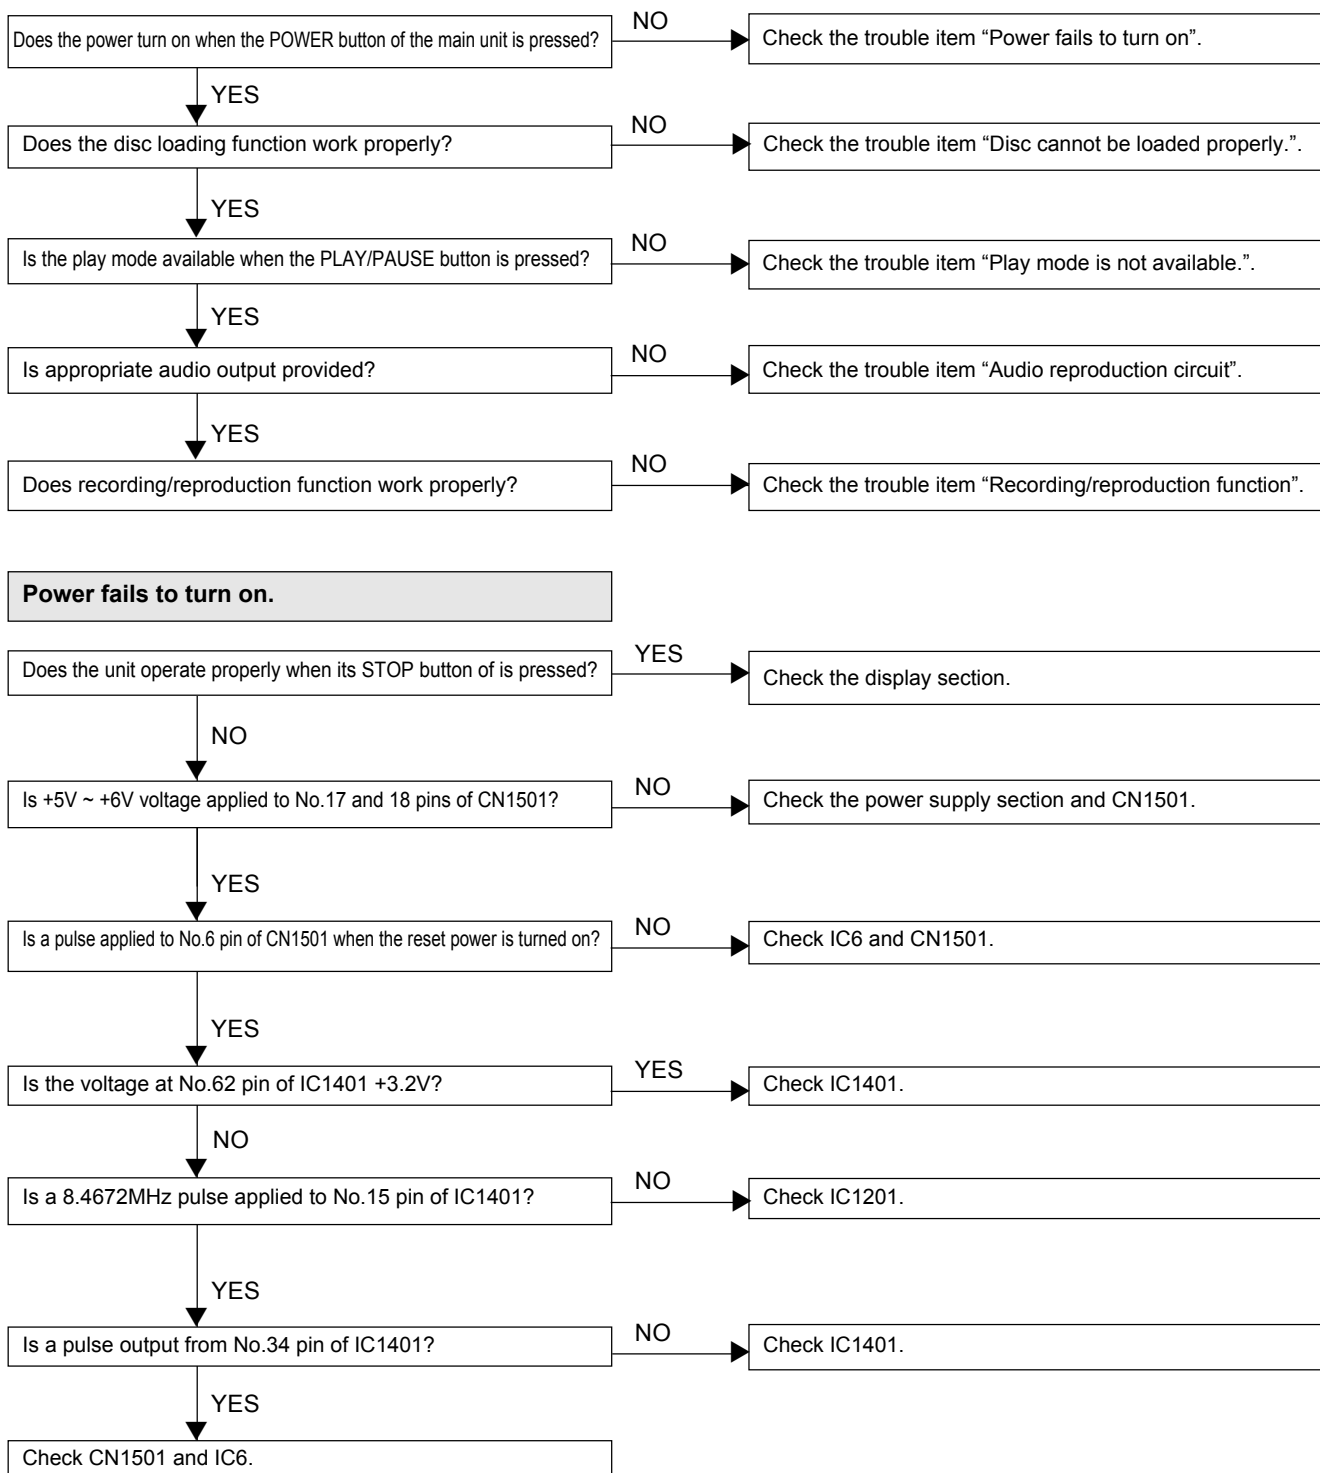 Does the power turn on when the POWER button of the main unit is pressed?
NO
Check the trouble item “Power fails to turn on”.
YES
Does the disc loading function work properly?
NO
Check the trouble item “Disc cannot be loaded properly.”.
YES
Is the play mode available when the PLAY/PAUSE button is pressed?
NO
Check the trouble item “Play mode is not available.”.
YES
Is appropriate audio output provided?
NO
Check the trouble item “Audio reproduction circuit”.
YES
Does recording/reproduction function work properly?
NO
Check the trouble item “Recording/reproduction function”.
Power fails to turn on.
Does the unit operate properly when its STOP button of is pressed?
YES
Check the display section.
NO
Is +5V ~ +6V voltage applied to No.17 and 18 pins of CN1501?
NO
Check the power supply section and CN1501.
YES
Is a pulse applied to No.6 pin of CN1501 when the reset power is turned on?
NO
Check IC6 and CN1501.
YES
Is the voltage at No.62 pin of IC1401 +3.2V?
YES
Check IC1401.
NO
Is a 8.4672MHz pulse applied to No.15 pin of IC1401?
NO
Check IC1201.
YES
Is a pulse output from No.34 pin of IC1401?
NO
Check IC1401.
YES
Check CN1501 and IC6.